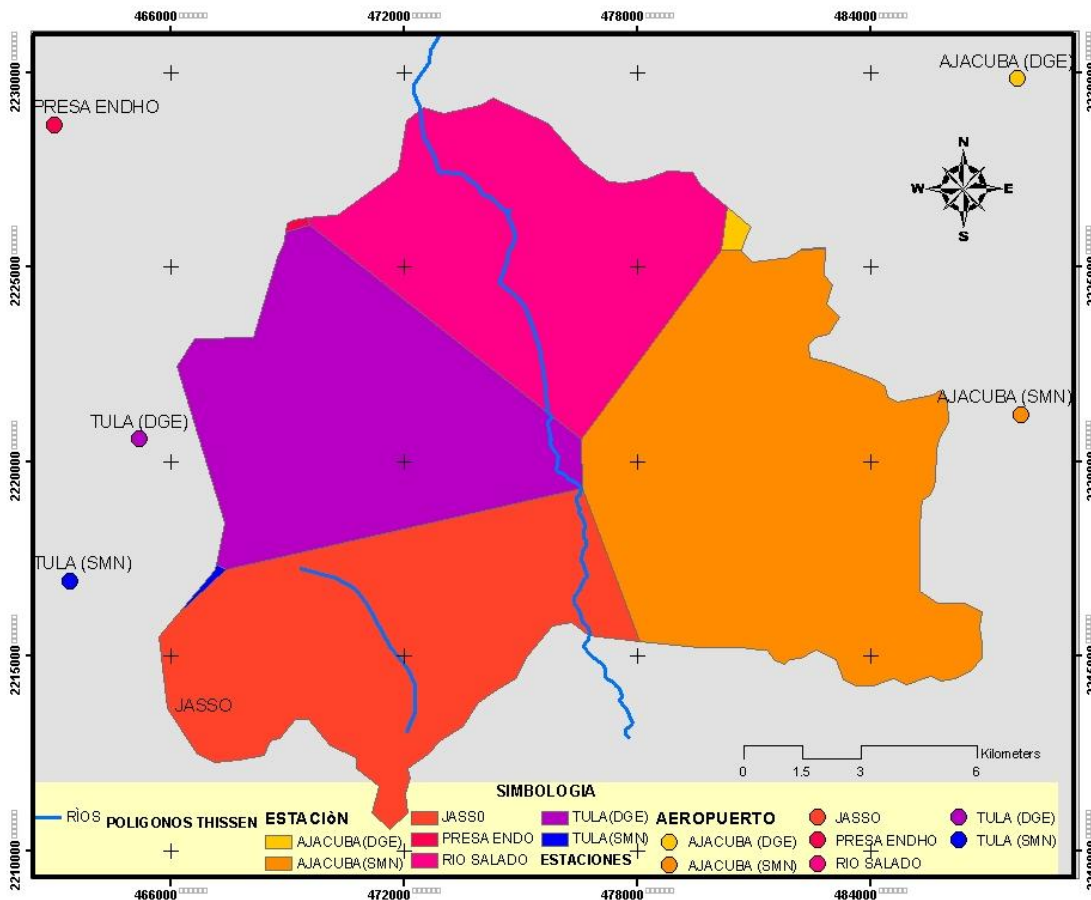 466000 472000 478000 484000
2230000
2225000
2220000
2215000
2210000
AJACUBA (DGE)
PRESA ENDHO
N
W E
S
AJACUBA (SMN)
TULA (DGE)
TULA (SMN)
JASSO
Kilometers
0 1.5 3 6
SIMBOLOGIA
RÌOS
POLIGONOS THISSEN
ESTACIòN
AJACUBA(DGE)
AJACUBA(SMN)
JASSO
PRESA ENDO
RIO SALADO
TULA(DGE)
TULA(SMN)
ESTACIONES
AEROPUERTO
AJACUBA (DGE)
AJACUBA (SMN)
JASSO
PRESA ENDHO
RIO SALADO
TULA (DGE)
TULA (SMN)
466000 472000 478000 484000